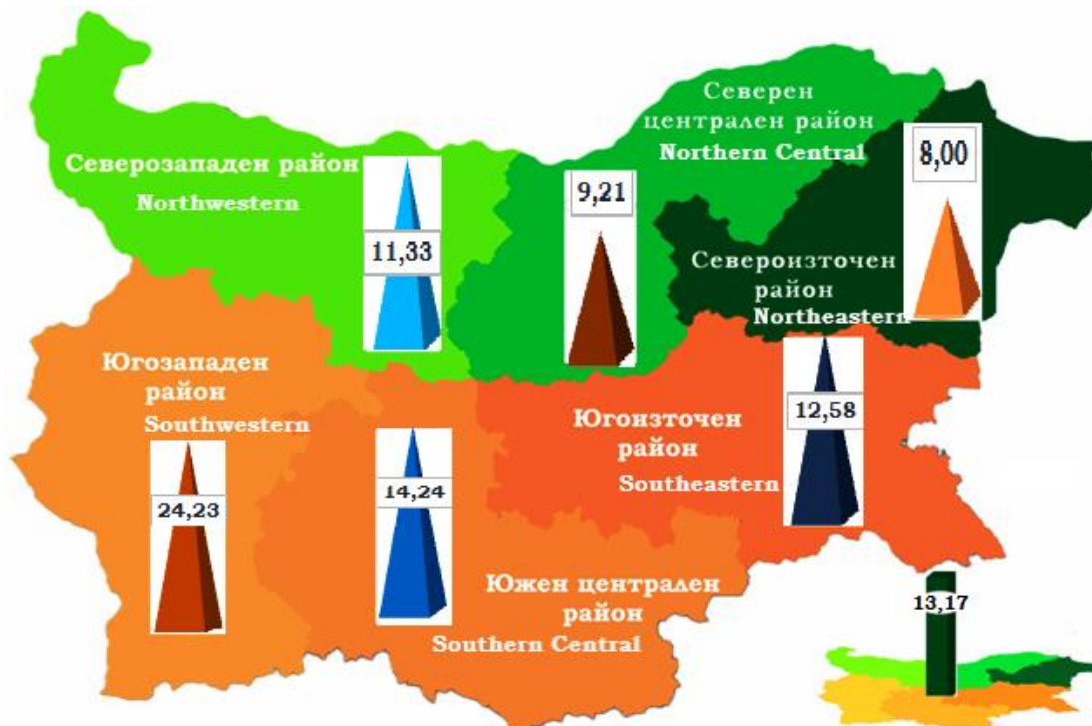 Северен
централен район
Northern Central
8,00
Северозападен район
Northwestern
9,21
11,33
Североизточен
район
Northeastern
Югозападен
район
Southwestern
12,58
Югоизточен
район
Southeastern
24,23
14,24
Южен централен
район
Southern Central
13,17